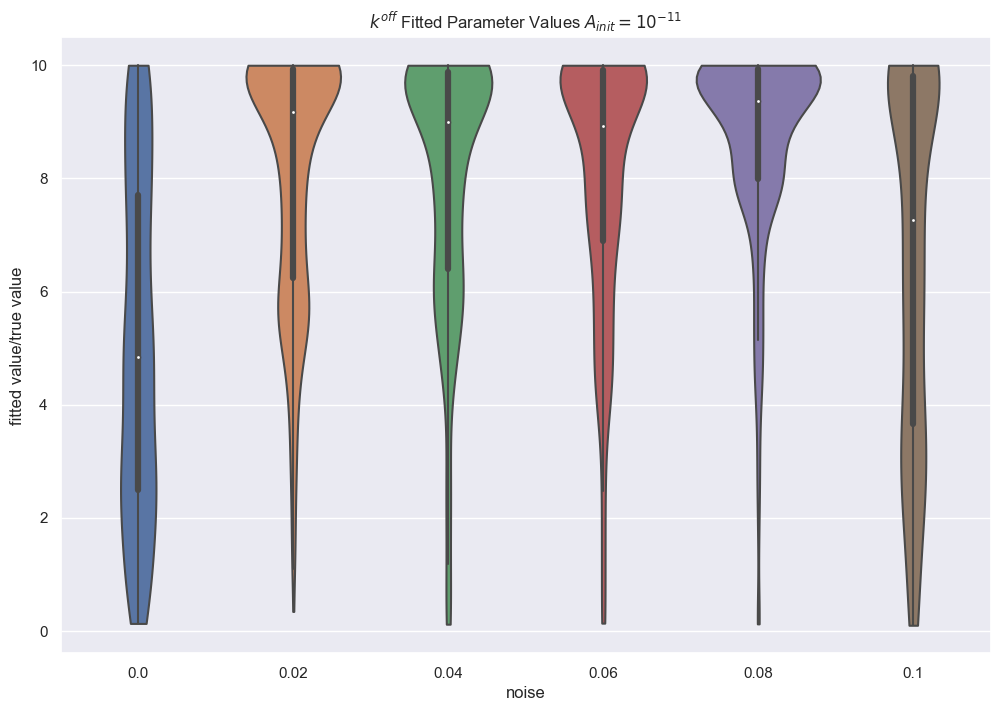 k^off Fitted Parameter Values A_init = 10^−11
10
8
6
4
2
0
fitted value/true value
0.0 0.02 0.04 0.06 0.08 0.1
noise